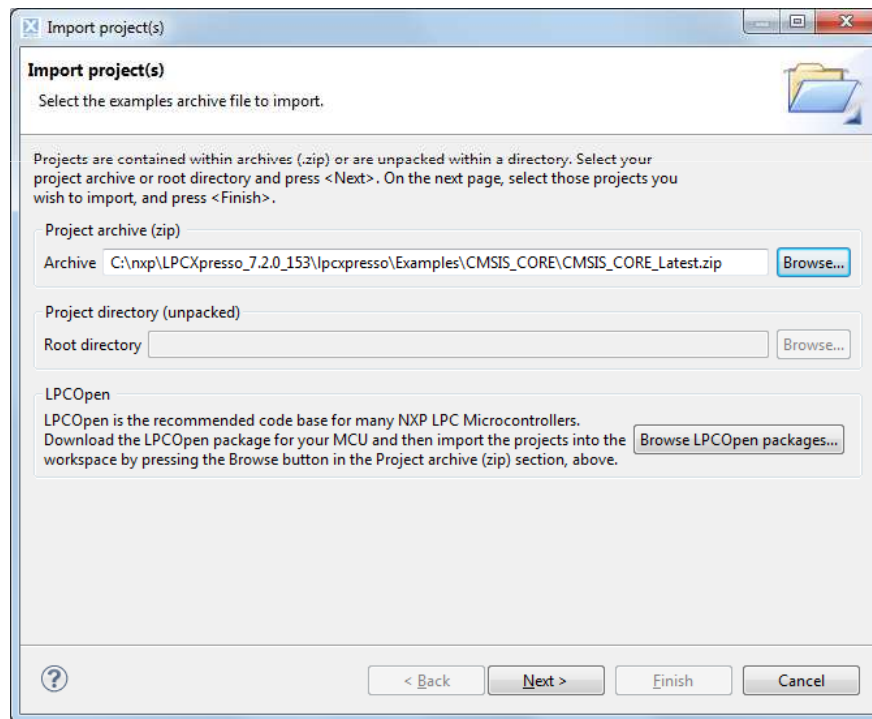 Import project(s)
Import project(s)
Select the examples archive file to import.
Projects are contained within archives (.zip) or are unpacked within a directory. Select your
project archive or root directory and press <Next>. On the next page, select those projects you
wish to import, and press <Finish>.
Project archive (zip)
Archive C:\nxp\LPCXpresso_7.2.0_153\lpcxpresso\Examples\CMSIS_CORE\CMSIS_CORE_Latest.zip Browse...
Project directory (unpacked)
Root directory Browse...
LPCOpen
LPCOpen is the recommended code base for many NXP LPC Microcontrollers.
Download the LPCOpen package for your MCU and then import the projects into the
workspace by pressing the Browse button in the Project archive (zip) section, above.
Browse LPCOpen packages...
? < Back Next > Finish Cancel